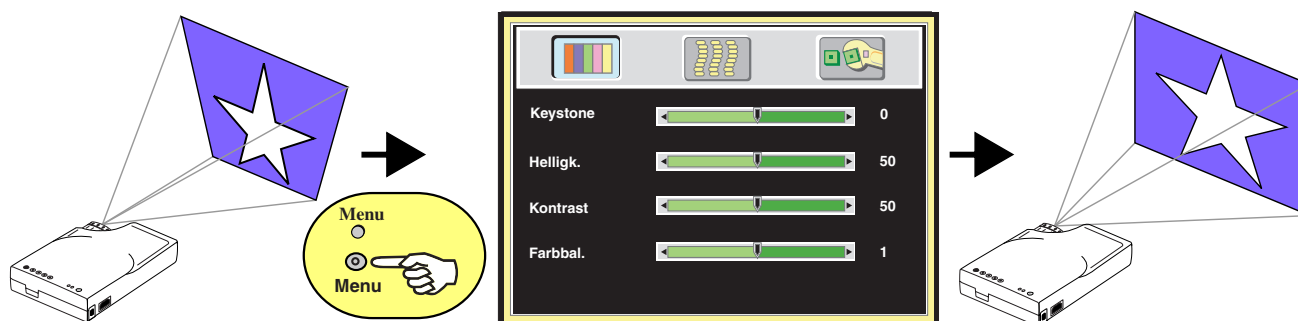 Menu
Menu
Keystone 0
Helligk. 50
Kontrast 50
Farbbal. 1